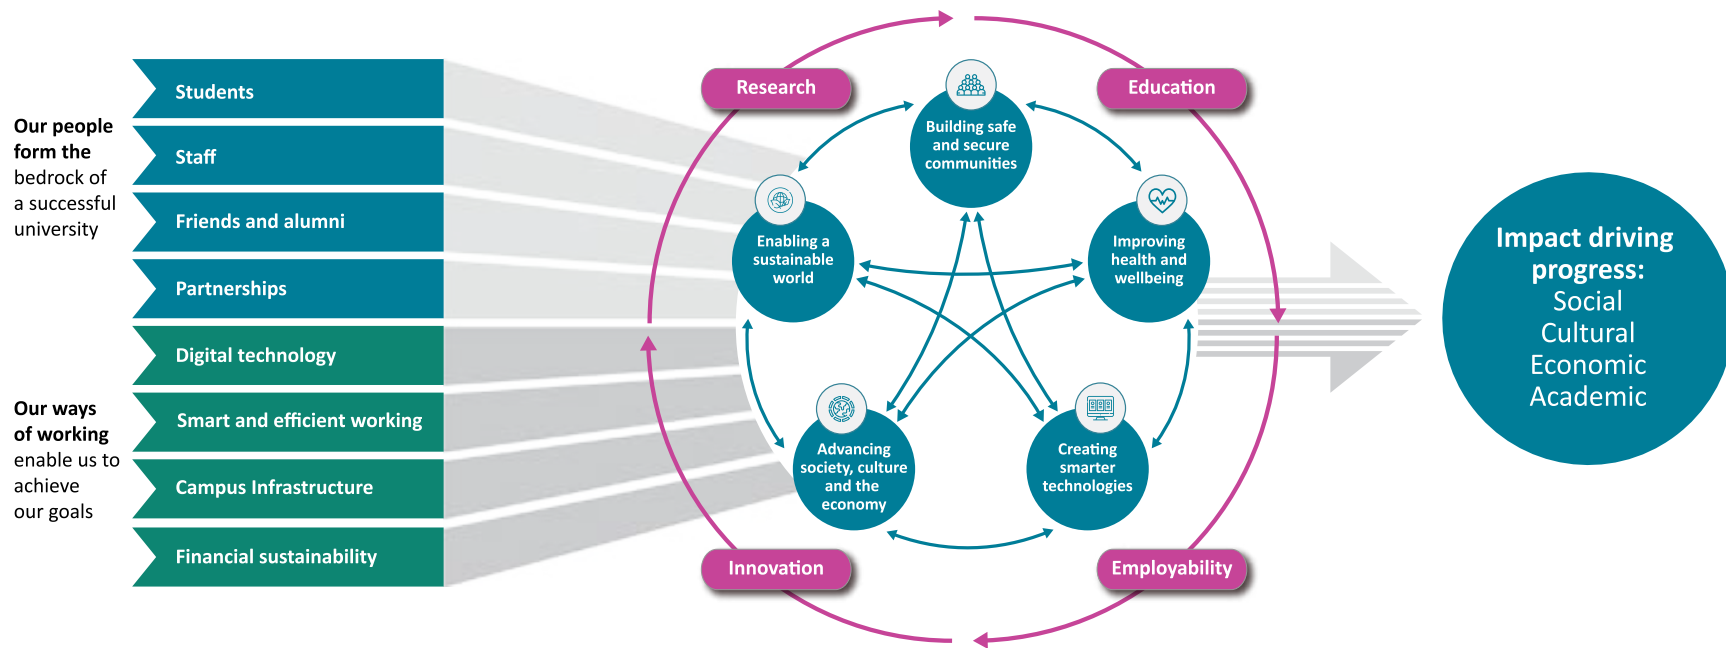 Our people
form the
bedrock of
a successful
university
Students
Staff
Friends and alumni
Partnerships
Our ways
of working
enable us to
achieve
our goals
Digital technology
Smart and efficient working
Campus Infrastructure
Financial sustainability
Research
Education
Building safe
and secure
communities
Enabling a
sustainable
world
Improving
health and
wellbeing
Advancing
society, culture
and the
economy
Creating
smarter
technologies
Innovation
Employability
Impact driving
progress:
Social
Cultural
Economic
Academic